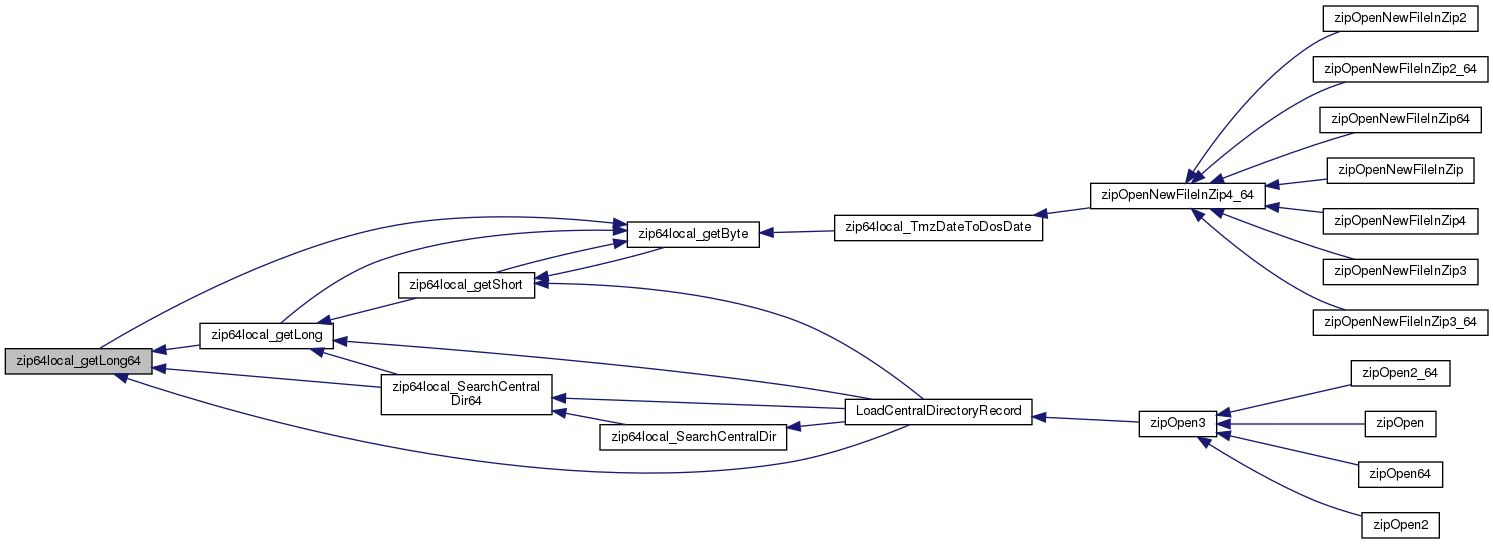 zipOpenNewFileInZip2
zipOpenNewFileInZip2_64
zipOpenNewFileInZip64
zipOpenNewFileInZip
zipOpenNewFileInZip4_64
zipOpenNewFileInZip4
zip64local_TmzDateToDosDate
zip64local_getByte
zipOpenNewFileInZip3
zip64local_getShort
zipOpenNewFileInZip3_64
zip64local_getLong
zip64local_getLong64
zipOpen2_64
zip64local_SearchCentral
Dir64
LoadCentralDirectoryRecord
zipOpen3
zipOpen
zip64local_SearchCentralDir
zipOpen64
zipOpen2